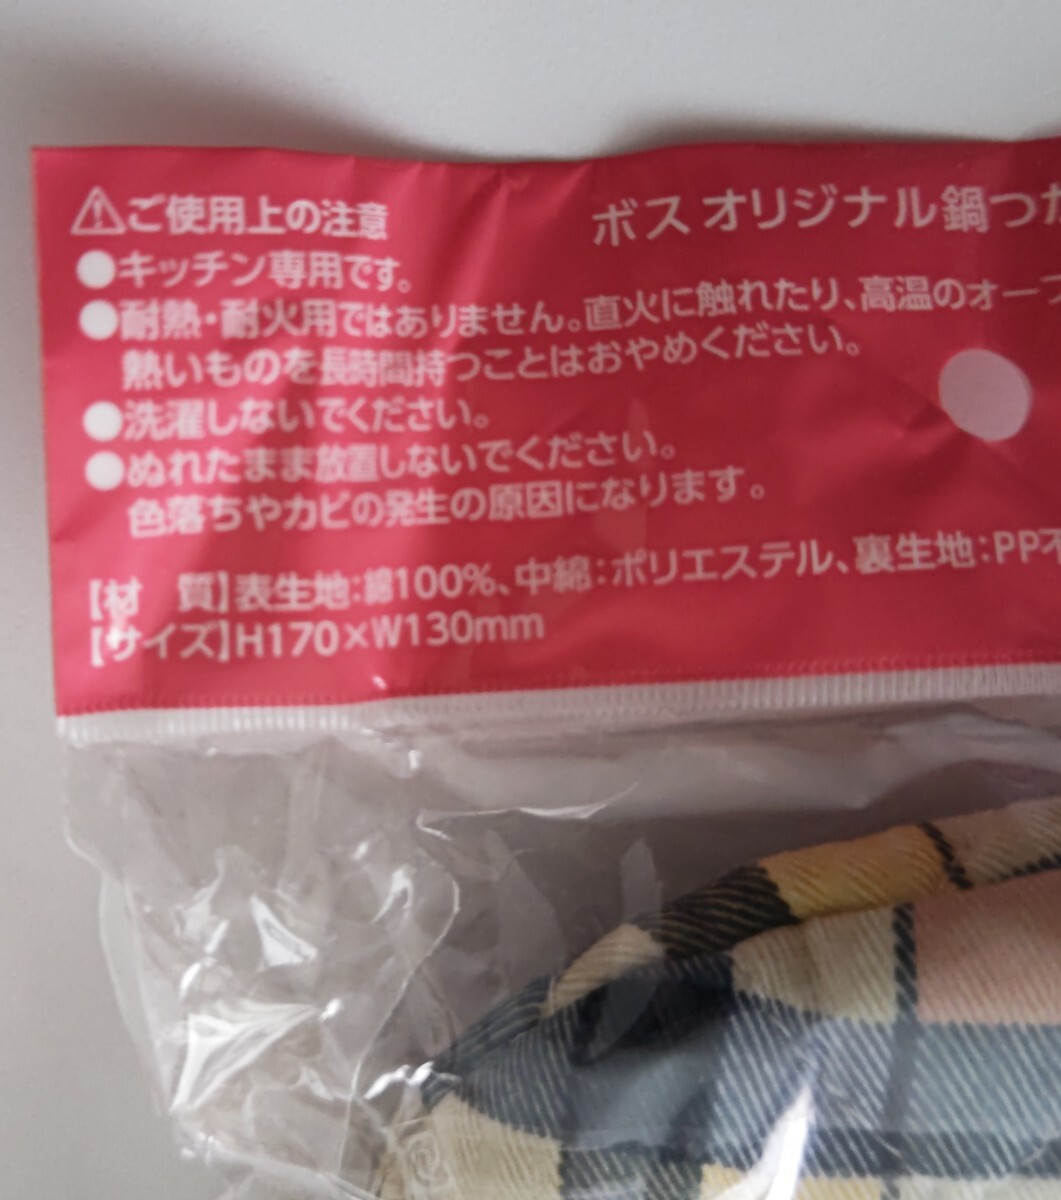 ⚠ご使用上の注意
ボス オリジナル鍋つ
●キッチン専用です。
●耐熱・耐火用ではありません。直火に触れたり、高温のオー
熱いものを長時間持つことはおやめください。
●洗濯しないでください。
●ぬれたまま放置しないでください。
色落ちやカビの発生の原因になります。
【材　質】表生地:綿100%、中綿:ポリエステル、裏生地:PP不
【サイズ】H170×W130mm